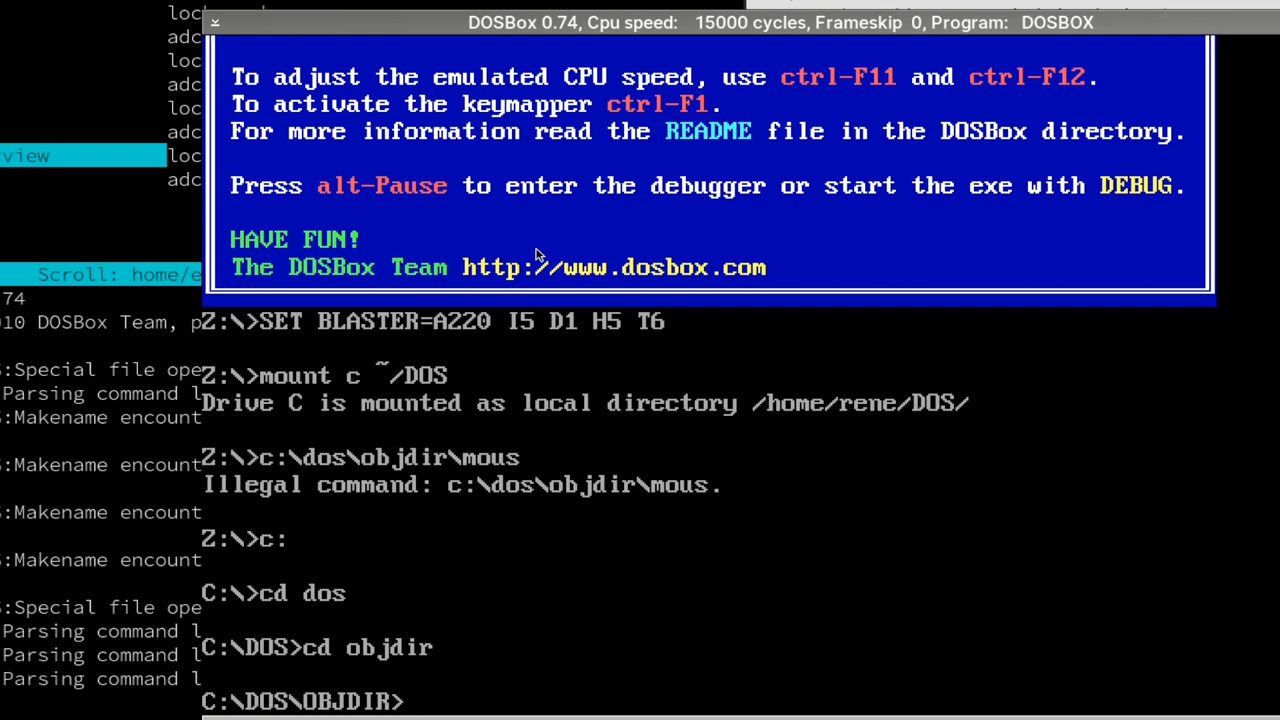 loc
adc
loc
adc
loc
adc
rview loc
adc
DOSBox 0.74, Cpu speed: 15000 cycles, Frameskip 0, Program: DOSBOX
To adjust the emulated CPU speed, use ctrl-F11 and ctrl-F12.
To activate the keymapper ctrl-F1.
For more information read the README file in the DOSBox directory.
Press alt-Pause to enter the debugger or start the exe with DEBUG.
HAVE FUN!
The DOSBox Team http://www.dosbox.com
Scroll: home/e
74
10 DOSBox Team, p
S:Special file ope
Parsing command l
S:Makename encount
S:Makename encount
S:Makename encount
S:Makename encount
S:Special file ope
Parsing command l
Parsing command l
Parsing command l
Z:\>SET BLASTER=A220 I5 D1 H5 T6
Z:\>mount c ~/DOS
Drive C is mounted as local directory /home/rene/DOS/
Z:\>c:\dos\objdir\mous
Illegal command: c:\dos\objdir\mous.
Z:\>c:
C:\>cd dos
C:\DOS>cd objdir
C:\DOS\OBJDIR>